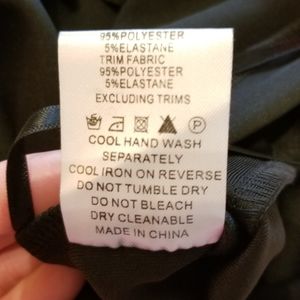 95%POLYESTER
5%ELASTANE
TRIM FABRIC
95%POLYESTER
5%ELASTANE
EXCLUDING TRIMS
P
COOL HAND WASH
SEPARATELY
COOL IRON ON REVERSE
DO NOT TUMBLE DRY
DO NOT BLEACH
DRY CLEANABLE
MADE IN CHINA